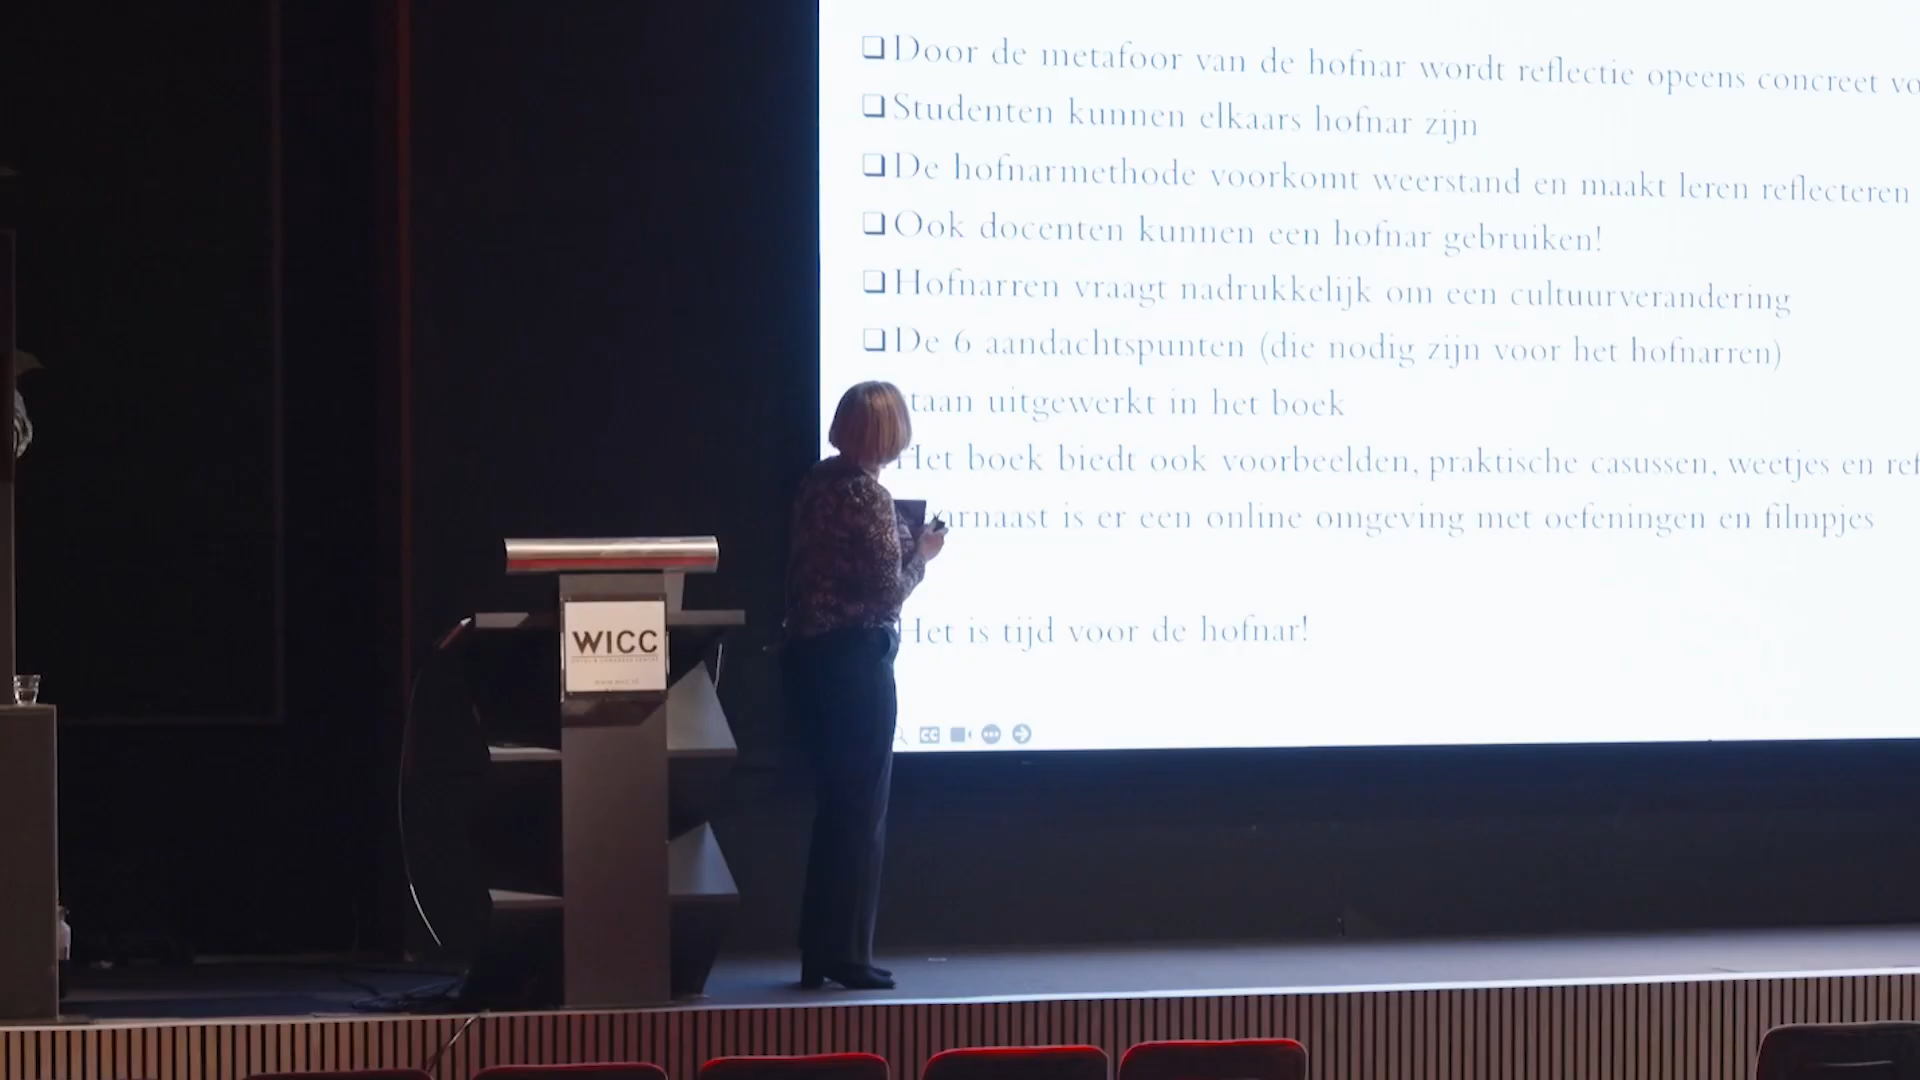 Door de metafoor van de hofnar wordt reflectie opeens concreet
Studenten kunnen elkaars hofnar zijn
De hofnarmethode voorkomt weerstand en maakt leren reflecteren
Ook docenten kunnen een hofnar gebruiken!
Hofnarren vraagt nadrukkelijk om een cultuurverandering
De 6 aandachtspunten (die nodig zijn voor het hofnarren)
taan uitgewerkt in het boek
Het boek biedt ook voorbeelden, praktische casussen, weetjes en
arnaast is er een online omgeving met oefeningen en filmpjes
Het is tijd voor de hofnar!
CC
WICC